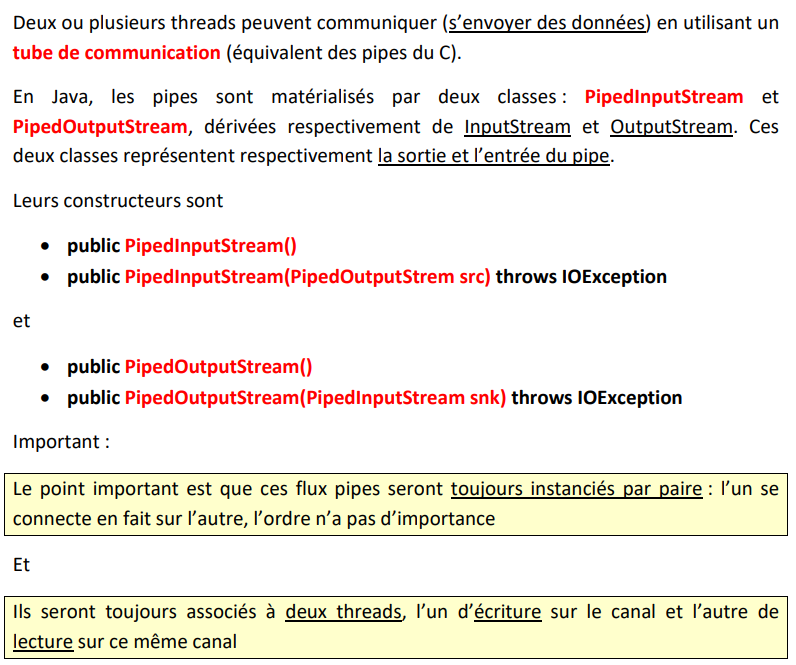 Deux ou plusieurs threads peuvent communiquer (s’envoyer des données) en utilisant un
tube de communication (équivalent des pipes du C).
En Java, les pipes sont matérialisés par deux classes : PipedInputStream et
PipedOutputStream, dérivées respectivement de InputStream et OutputStream. Ces
deux classes représentent respectivement la sortie et l’entrée du pipe.
Leurs constructeurs sont
• public PipedInputStream()
• public PipedInputStream(PipedOutputStrem src) throws IOException
et
• public PipedOutputStream()
• public PipedOutputStream(PipedInputStream snk) throws IOException
Important :
Le point important est que ces flux pipes seront toujours instanciés par paire : l’un se
connecte en fait sur l’autre, l’ordre n’a pas d’importance
Et
Ils seront toujours associés à deux threads, l’un d’écriture sur le canal et l’autre de
lecture sur ce même canal